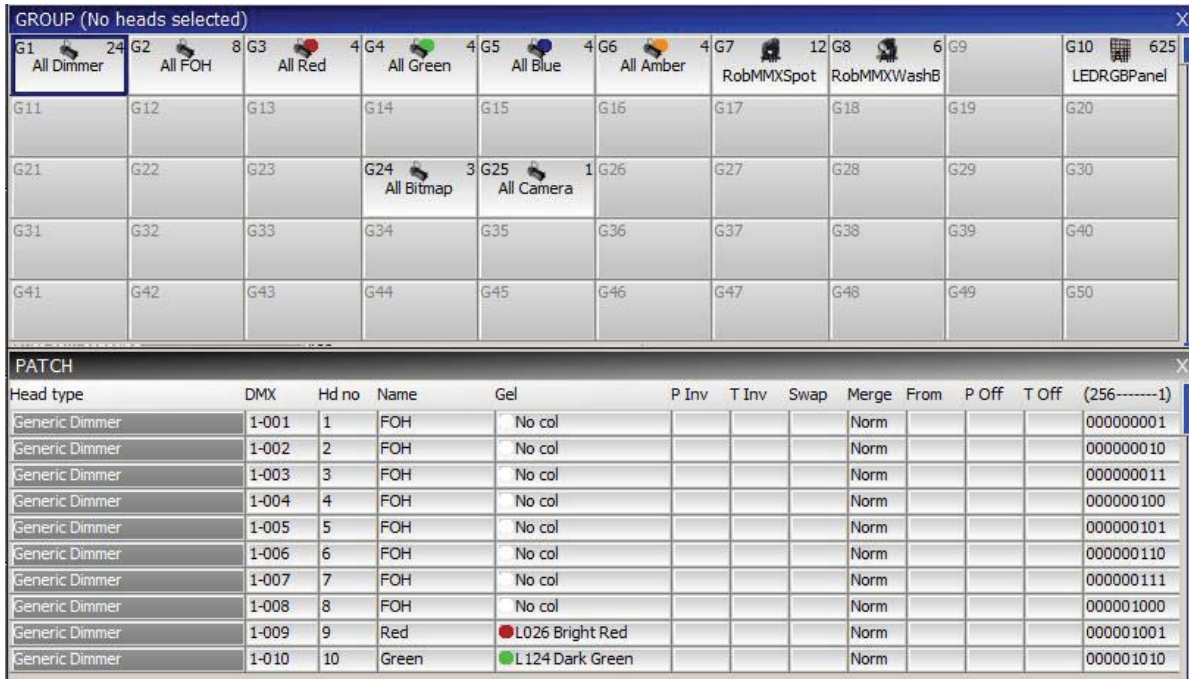 GROUP (No heads selected) X
G1 24 G2 8 G3 4 G4 4 G5 4 G6 4 G7 12 G8 6 G9 G10 625
All Dimmer All FOH All Red All Green All Blue All Amber RobMMXSpot RobMMXWashB LEDRGBPanel
G11 G12 G13 G14 G15 G16 G17 G18 G19 G20
G21 G22 G23 G24 3 G25 1 G26 G27 G28 G29 G30
All Bitmap All Camera
G31 G32 G33 G34 G35 G36 G37 G38 G39 G40
G41 G42 G43 G44 G45 G46 G47 G48 G49 G50
PATCH X
Head type DMX Hd no Name Gel P Inv T Inv Swap Merge From P Off T Off (256-------1)
Generic Dimmer 1-001 1 FOH No col Norm 000000001
Generic Dimmer 1-002 2 FOH No col Norm 000000010
Generic Dimmer 1-003 3 FOH No col Norm 000000011
Generic Dimmer 1-004 4 FOH No col Norm 000000100
Generic Dimmer 1-005 5 FOH No col Norm 000000101
Generic Dimmer 1-006 6 FOH No col Norm 000000110
Generic Dimmer 1-007 7 FOH No col Norm 000000111
Generic Dimmer 1-008 8 FOH No col Norm 000001000
Generic Dimmer 1-009 9 Red L026 Bright Red Norm 000001001
Generic Dimmer 1-010 10 Green L124 Dark Green Norm 000001010